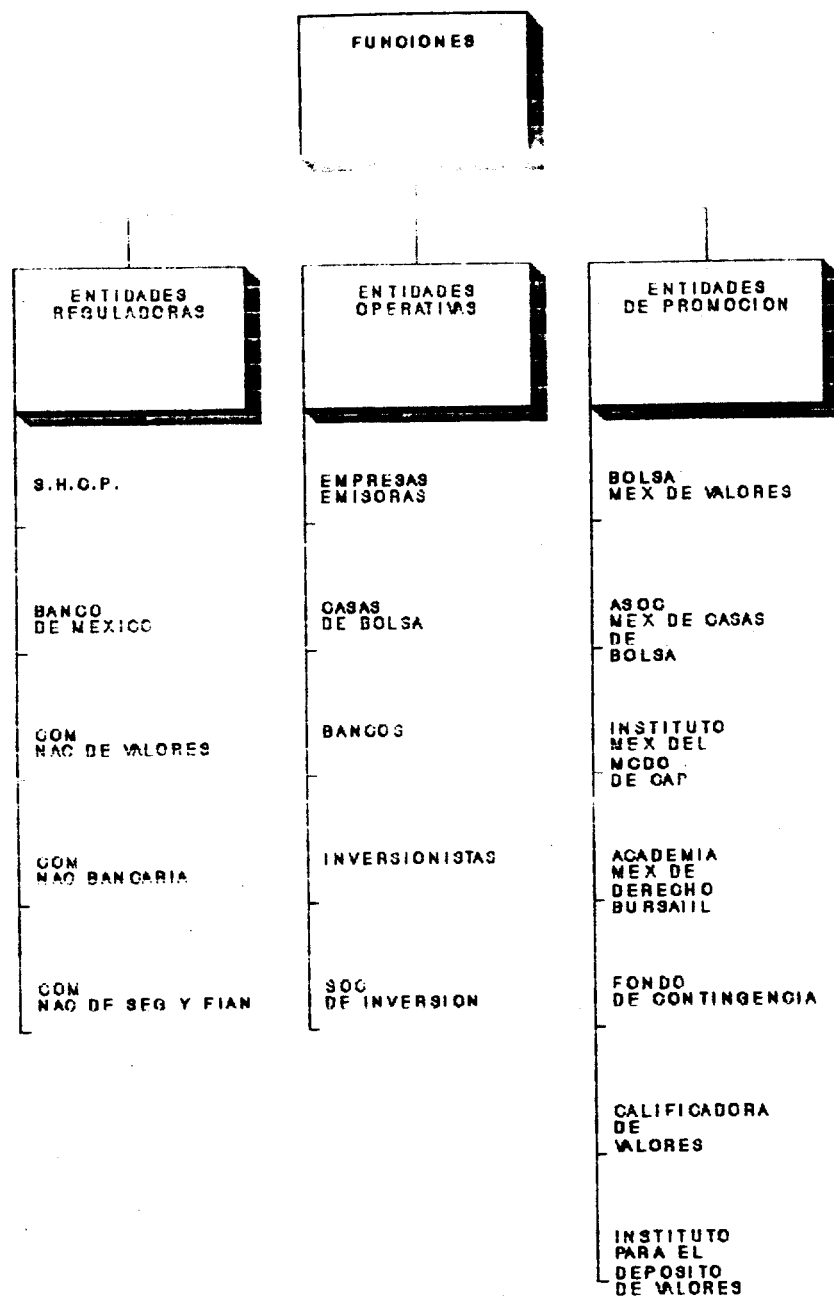 FUNCIONES
ENTIDADES
REGULADORAS
S.H.C.P.
BANCO
DE MEXICO
COM
NAC DE VALORES
COM
NAC BANCARIA
COM
NAC DE SEG Y FIAN
ENTIDADES
OPERATIVAS
EMPRESAS
EMISORAS
CASAS
DE BOLSA
BANCOS
INVERSIONISTAS
SOC
DE INVERSION
ENTIDADES
DE PROMOCION
BOLSA
MEX DE VALORES
ASOC
MEX DE CASAS
DE
BOLSA
INSTITUTO
MEX DEL
MCDO
DE CAP
ACADEMIA
MEX DE
DERECHO
BURSATIL
FONDO
DE CONTINGENCIA
CALIFICADORA
DE
VALORES
INSTITUTO
PARA EL
DEPOSITO
DE VALORES